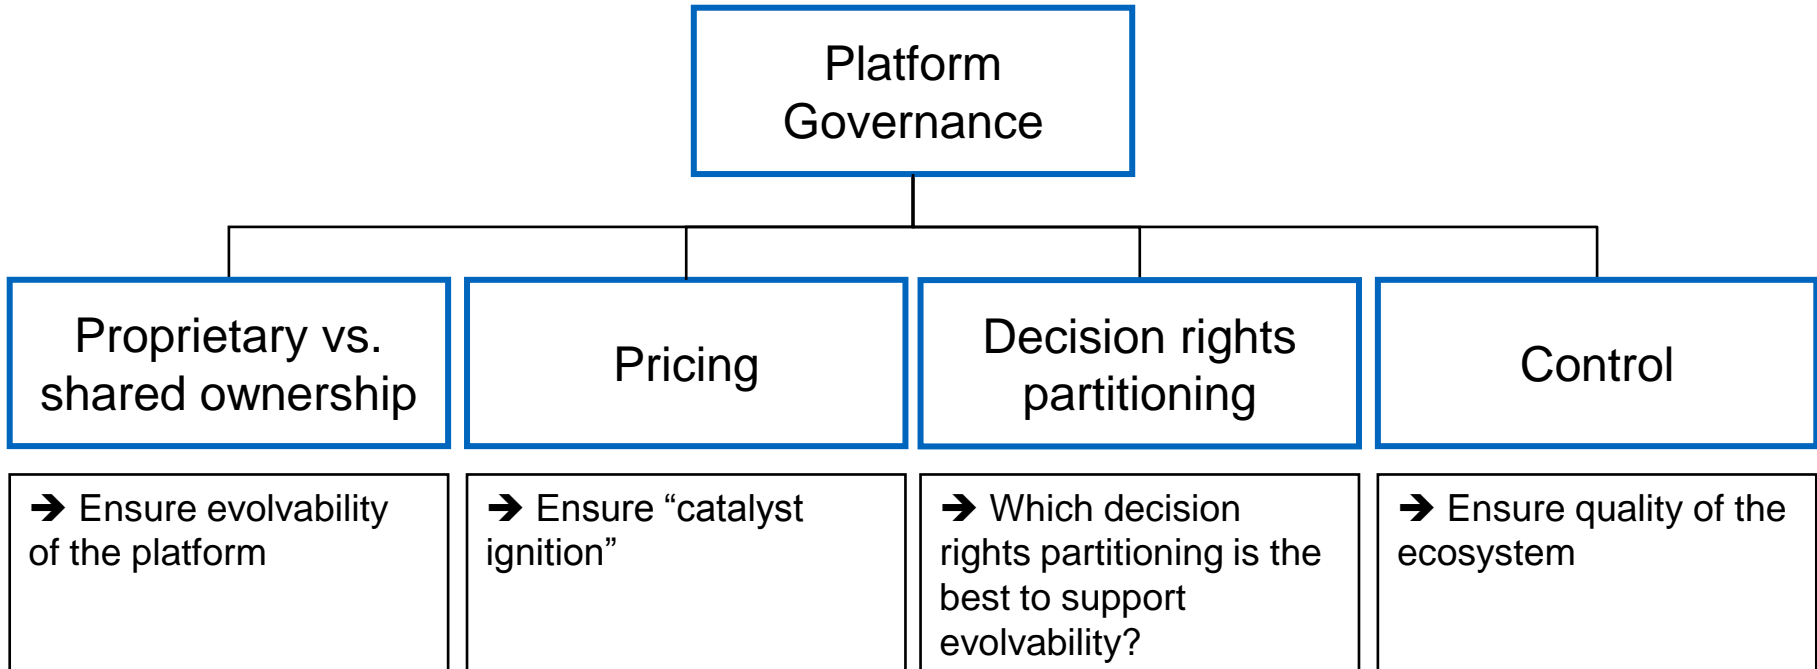 Platform
Governance
Proprietary vs.
shared ownership
Pricing
Decision rights
partitioning
Control
➔ Ensure evolvability
of the platform
➔ Ensure “catalyst
ignition”
➔ Which decision
rights partitioning is the
best to support
evolvability?
➔ Ensure quality of the
ecosystem